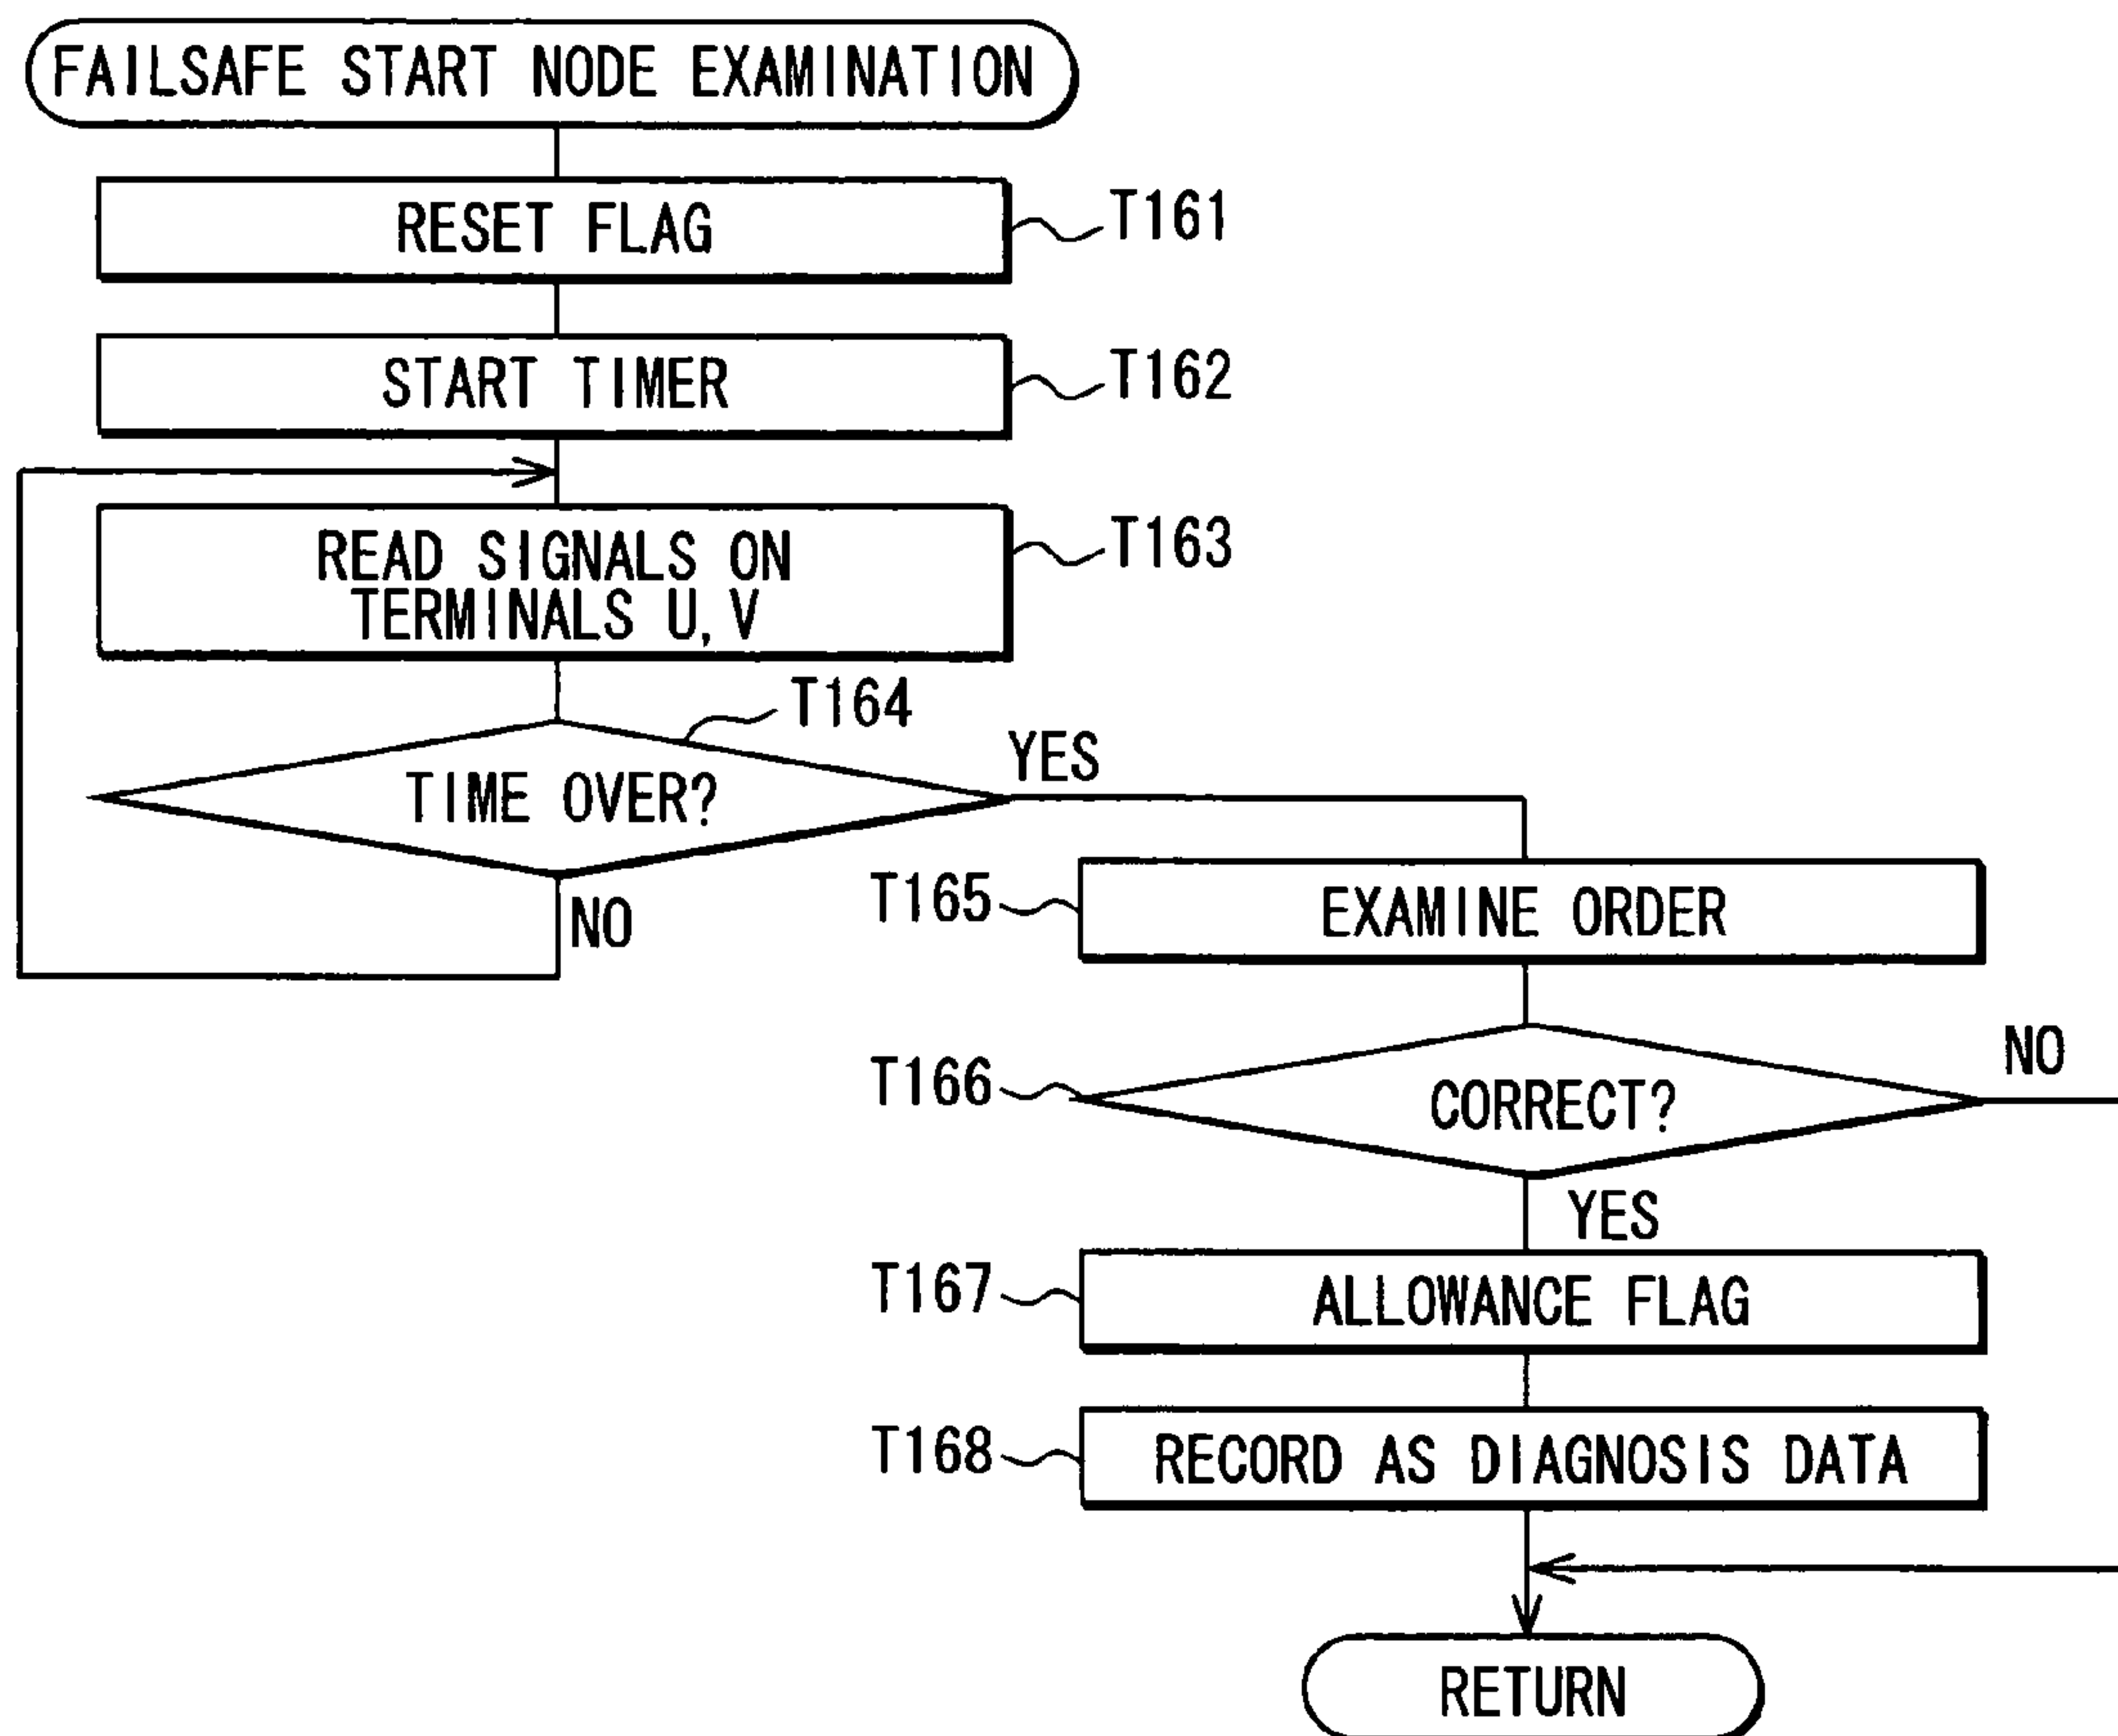 FAILSAFE START NODE EXAMINATION
RESET FLAG
T161
START TIMER
T162
READ SIGNALS ON
TERMINALS U, V
T163
T164
TIME OVER?
YES
NO
T165
EXAMINE ORDER
T166
CORRECT?
NO
YES
T167
ALLOWANCE FLAG
T168
RECORD AS DIAGNOSIS DATA
RETURN